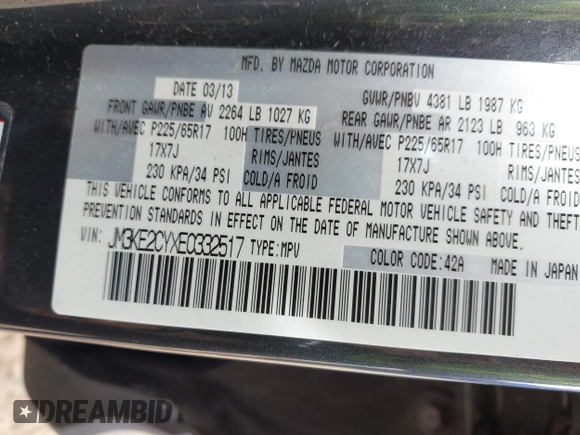 MFD. BY MAZDA MOTOR CORPORATION
DATE 03/13
GVWR/PNBV 4381 LB 1987 KG
FRONT GAWR/PNBE AV 2264 LB 1027 KG
REAR GAWR/PNBE AR 2123 LB 963 KG
WITH/AVEC P225/65R17 100H TIRES/PNEUS
WITH/AVEC P225/65R17 100H TIRES/PNEUS
17X7J RIMS/JANTES
17X7J RIMS/JANTES
230 KPA/34 PSI COLD/A FROID
230 KPA/34 PSI COLD/A FROID
THIS VEHICLE CONFORMS TO ALL APPLICABLE FEDERAL MOTOR VEHICLE SAFETY AND THEFT
PREVENTION STANDARDS IN EFFECT ON THE DATE OF MANUFACTURE SHOWN ABOVE.
VIN: JM3KE2CYXE0332517 TYPE:MPV
COLOR CODE:42A MADE IN JAPAN
DREAMBID